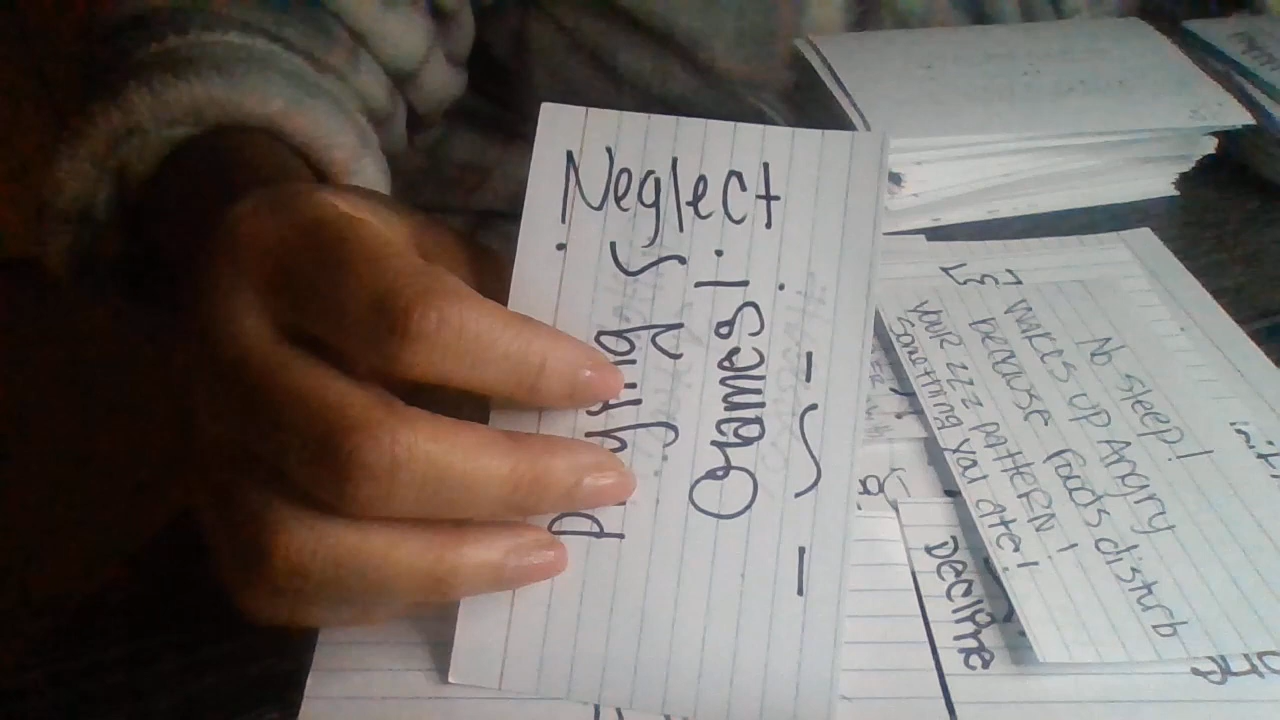 Neglect
playing
Games!
No sleep!
wakes up Angry
because foods disturb
your zzz pattern!
something you ate!
Decline